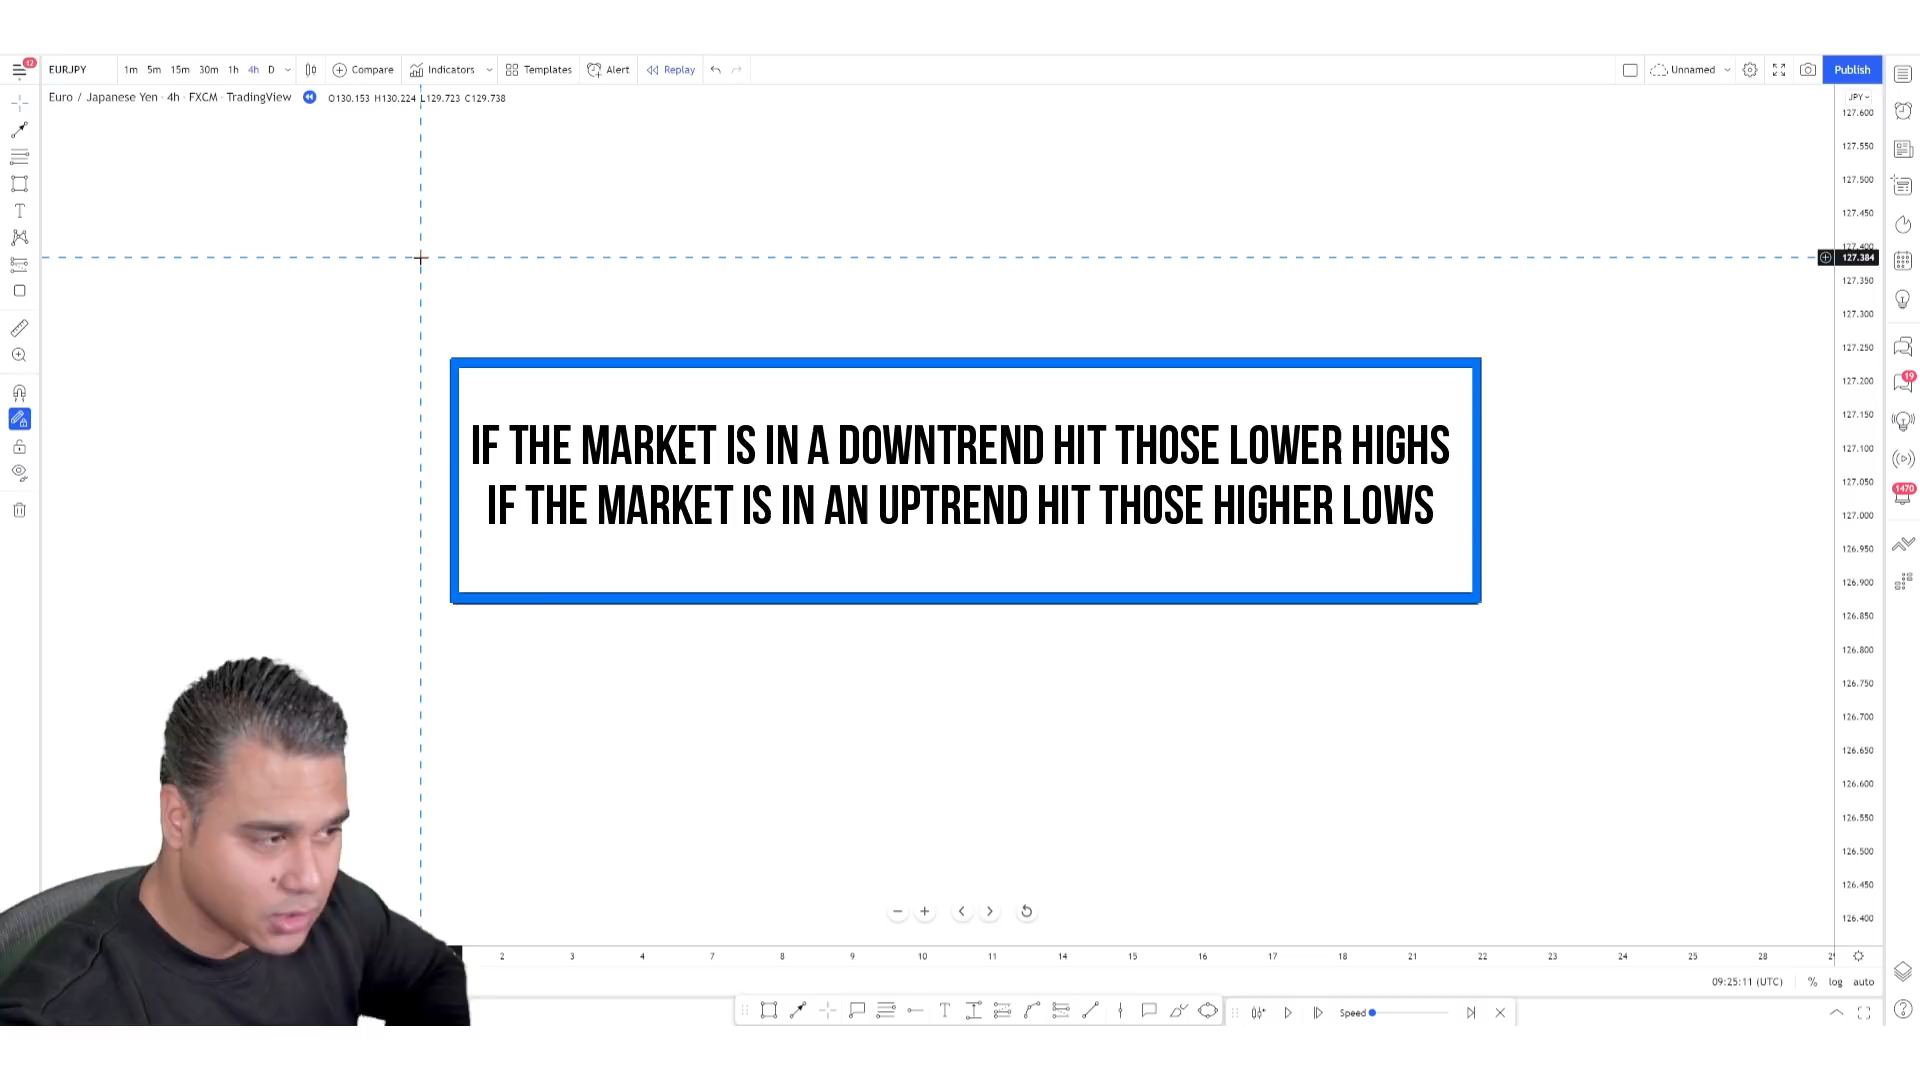 12
EURJPY
1m 5m 15m 30m 1h 4h D
Compare
Indicators
Templates
Alert
Replay
Unnamed
Publish
Euro / Japanese Yen · 4h · FXCM · TradingView
O130.153 H130.224 L129.723 C129.738
JPY
127.600
127.550
127.500
127.450
127.400
127.384
127.350
127.300
127.250
127.200
127.150
127.100
127.050
127.000
126.950
126.900
126.850
126.800
126.750
126.700
126.650
126.600
126.550
126.500
126.450
126.400
19
1470
IF THE MARKET IS IN A DOWNTREND HIT THOSE LOWER HIGHS
IF THE MARKET IS IN AN UPTREND HIT THOSE HIGHER LOWS
2 3 4 7 8 9 10 11 14 15 16 17 18 21 22 23 24 25 28
09:25:11 (UTC) % log auto
Speed